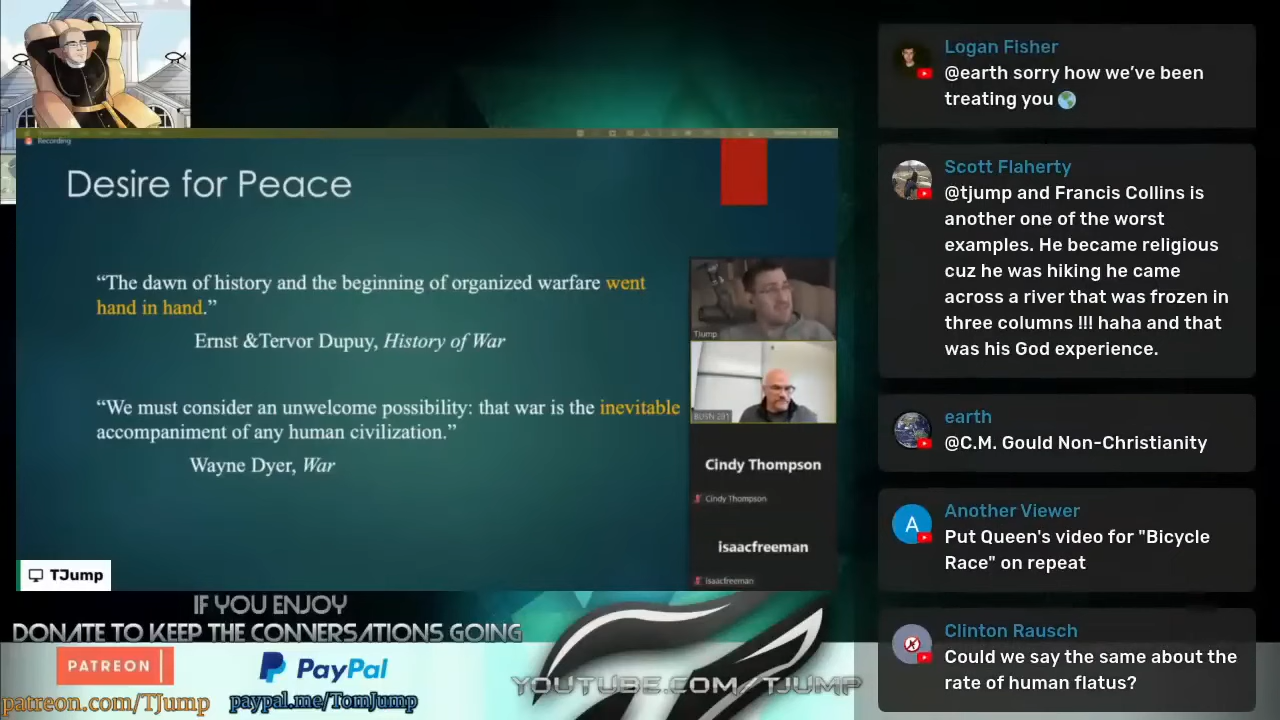 Recording
Desire for Peace
“The dawn of history and the beginning of organized warfare went
hand in hand.”
Ernst &Tervor Dupuy, History of War
“We must consider an unwelcome possibility: that war is the inevitable
accompaniment of any human civilization.”
Wayne Dyer, War
TJump
BUSN 231
Cindy Thompson
Cindy Thompson
isaacfreeman
isaacfreeman
TJump
IF YOU ENJOY
DONATE TO KEEP THE CONVERSATIONS GOING
PATREON
PayPal
patreon.com/TJump
paypal.me/TomJump
YOUTUBE.COM/TJUMP
Logan Fisher
@earth sorry how we’ve been
treating you
Scott Flaherty
@tjump and Francis Collins is
another one of the worst
examples. He became religious
cuz he was hiking he came
across a river that was frozen in
three columns !!! haha and that
was his God experience.
earth
@C.M. Gould Non-Christianity
A
Another Viewer
Put Queen's video for "Bicycle
Race" on repeat
Clinton Rausch
Could we say the same about the
rate of human flatus?